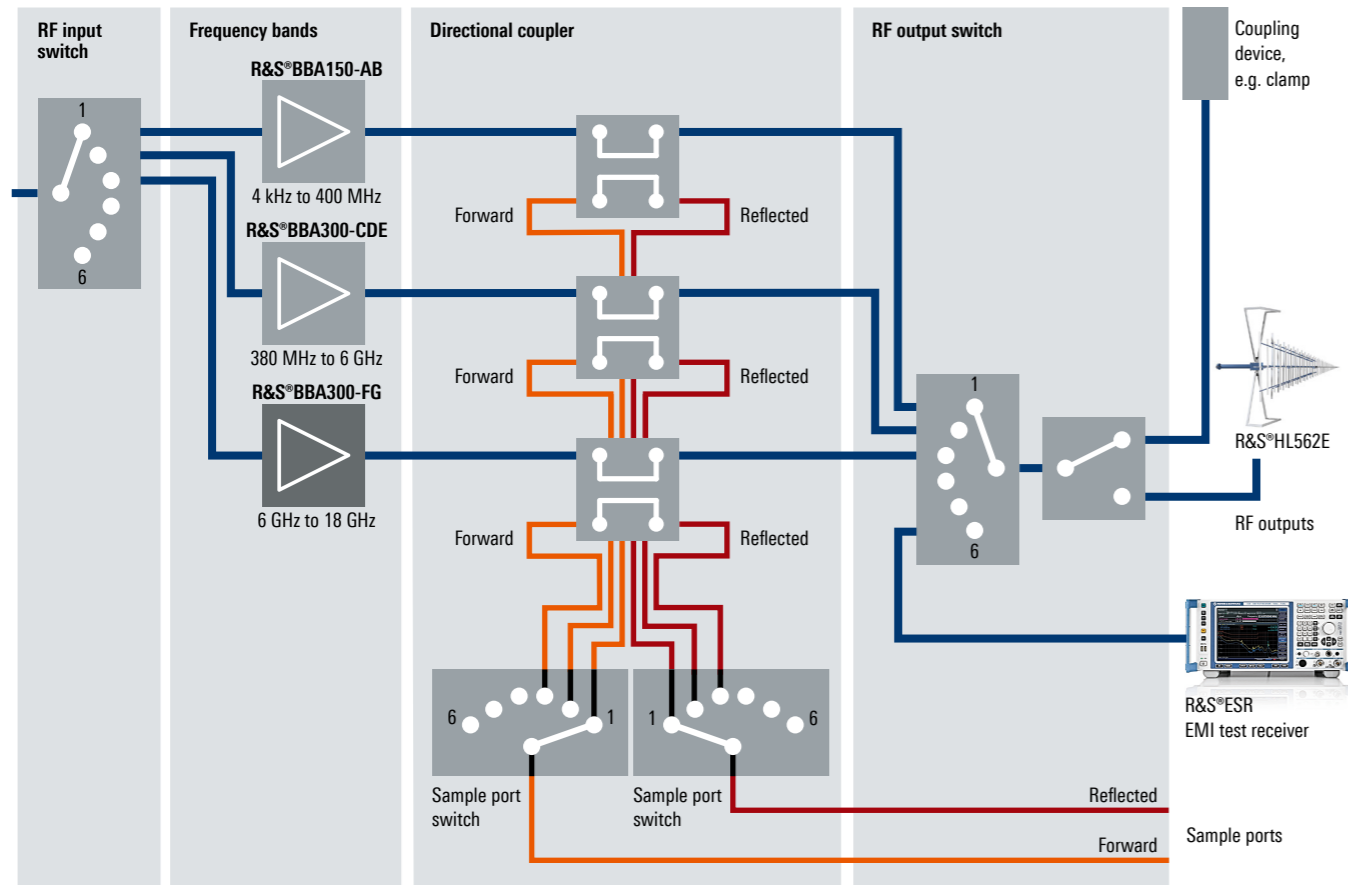 RF input
switch
Frequency bands
Directional coupler
RF output switch
Coupling
device,
e.g. clamp
R&S®BBA150-AB
1
6
4 kHz to 400 MHz
Forward
Reflected
R&S®BBA300-CDE
380 MHz to 6 GHz
Forward
Reflected
R&S®BBA300-FG
6 GHz to 18 GHz
Forward
Reflected
1
6
R&S®HL562E
RF outputs
R&S®ESR
EMI test receiver
6
1
1
6
Sample port
switch
Sample port
switch
Reflected
Forward
Sample ports